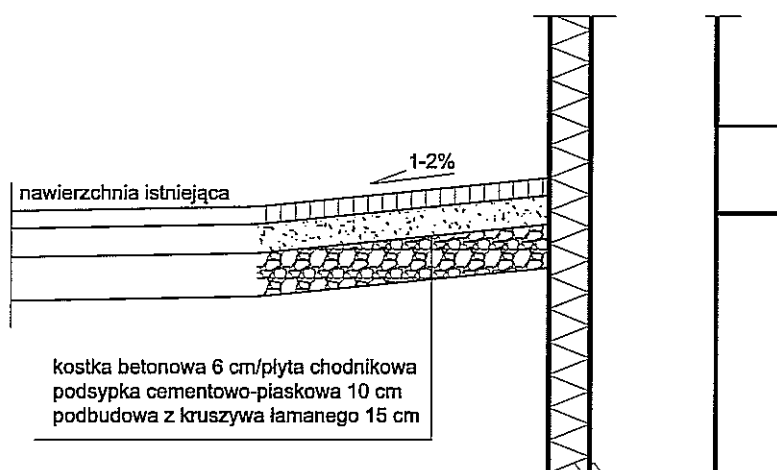 1-2%
nawierzchnia istniejąca
kostka betonowa 6 cm/płyta chodnikowa
podsypka cementowo-piaskowa 10 cm
podbudowa z kruszywa łamanego 15 cm